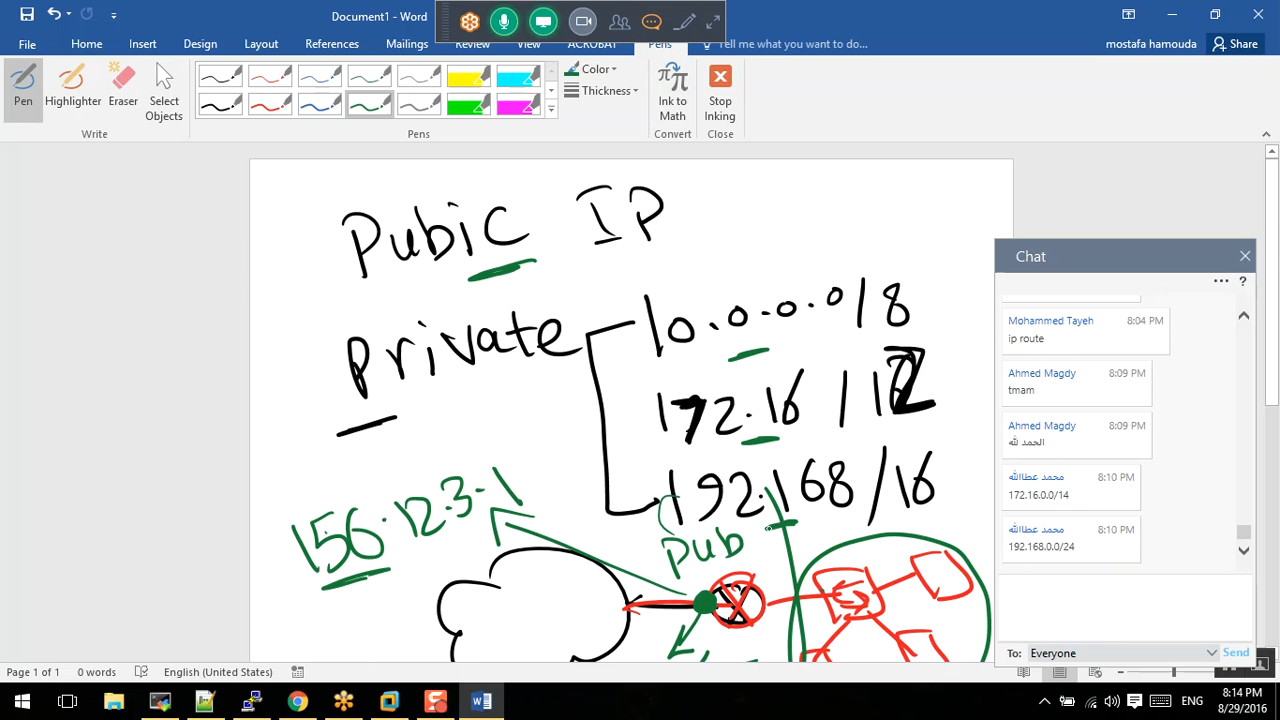 Document1 - Word
File
Home
Insert
Design
Layout
References
Mailings
Review
View
ACROBAT
Pens
Tell me what you want to do...
mostafa hamouda
Share
Pen
Highlighter
Eraser
Select Objects
Color
Thickness
Ink to Math
Stop Inking
Write
Pens
Convert
Close
Pubic IP
private
10.0.0.0/8
172.16/12
192.168/16
156.12.3.1
pub
Chat
Mohammed Tayeh 8:04 PM
ip route
Ahmed Magdy 8:09 PM
tmam
Ahmed Magdy 8:09 PM
الحمد لله
محمد عطاالله 8:10 PM
172.16.0.0/14
محمد عطاالله 8:10 PM
192.168.0.0/24
To: Everyone
Send
Page 1 of 1
0 words
English (United States)
ENG
8:14 PM
8/29/2016